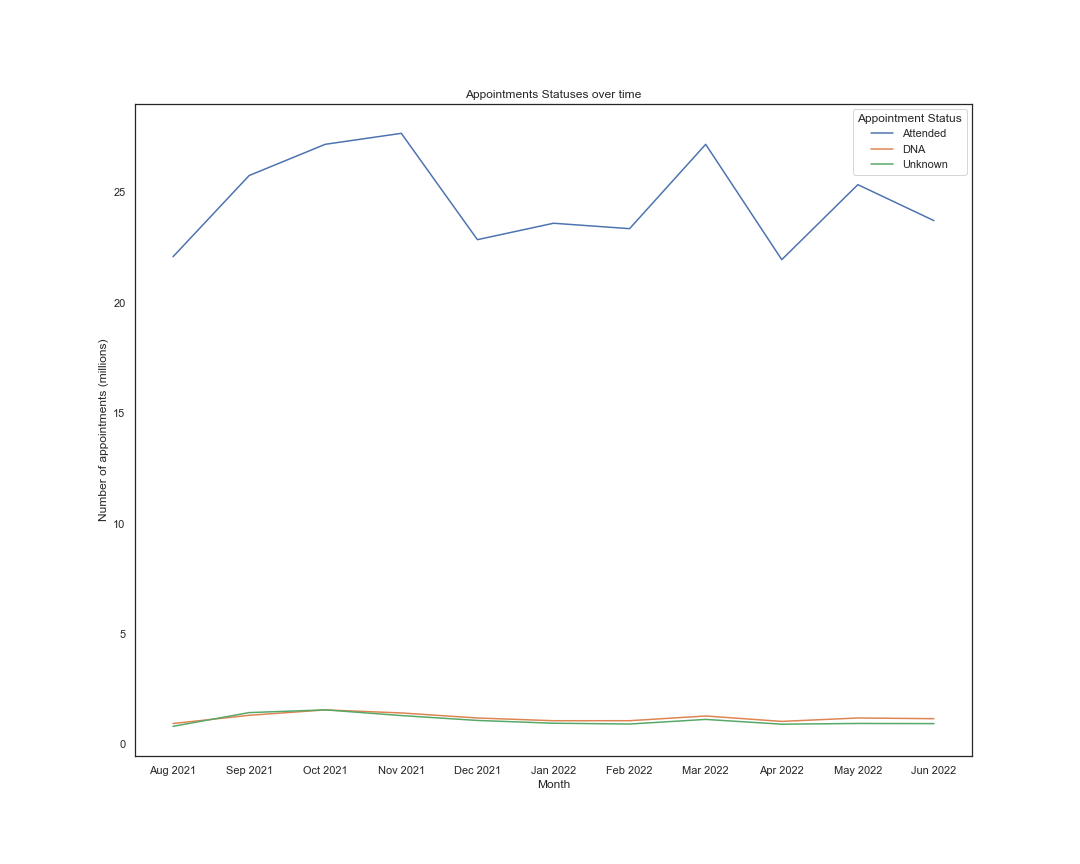 Appointments Statuses over time
Appointment Status
Attended
DNA
Unknown
Number of appointments (millions)
25
20
15
10
5
0
Aug 2021 Sep 2021 Oct 2021 Nov 2021 Dec 2021 Jan 2022 Feb 2022 Mar 2022 Apr 2022 May 2022 Jun 2022
Month